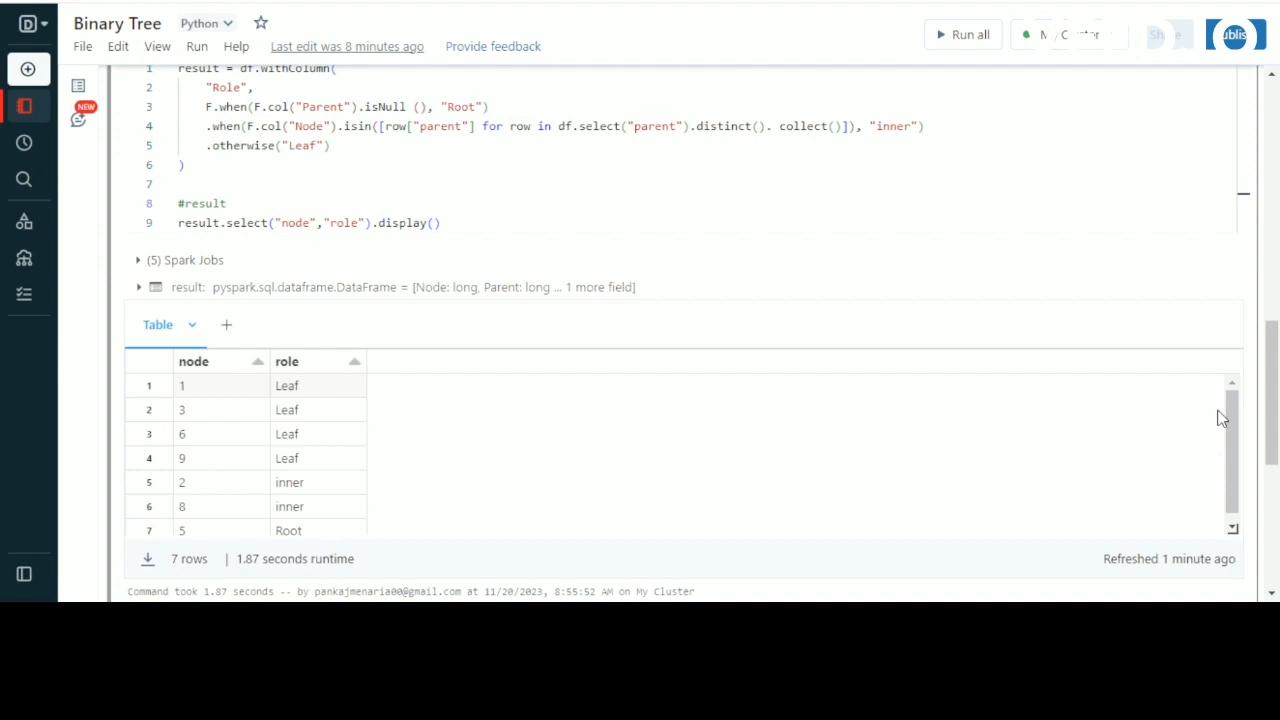 Binary Tree Python
File Edit View Run Help Last edit was 8 minutes ago Provide feedback
Run all
NEW
1 result = df.withColumn(
2 "Role",
3 F.when(F.col("Parent").isNull (), "Root")
4 .when(F.col("Node").isin([row["parent"] for row in df.select("parent").distinct(). collect()]), "inner")
5 .otherwise("Leaf")
6 )
7
8 #result
9 result.select("node","role").display()
(5) Spark Jobs
result: pyspark.sql.dataframe.DataFrame = [Node: long, Parent: long ... 1 more field]
Table +
node role
1 1 Leaf
2 3 Leaf
3 6 Leaf
4 9 Leaf
5 2 inner
6 8 inner
7 5 Root
7 rows | 1.87 seconds runtime Refreshed 1 minute ago
Command took 1.87 seconds -- by pankajmenaria00@gmail.com at 11/20/2023, 8:55:52 AM on My Cluster